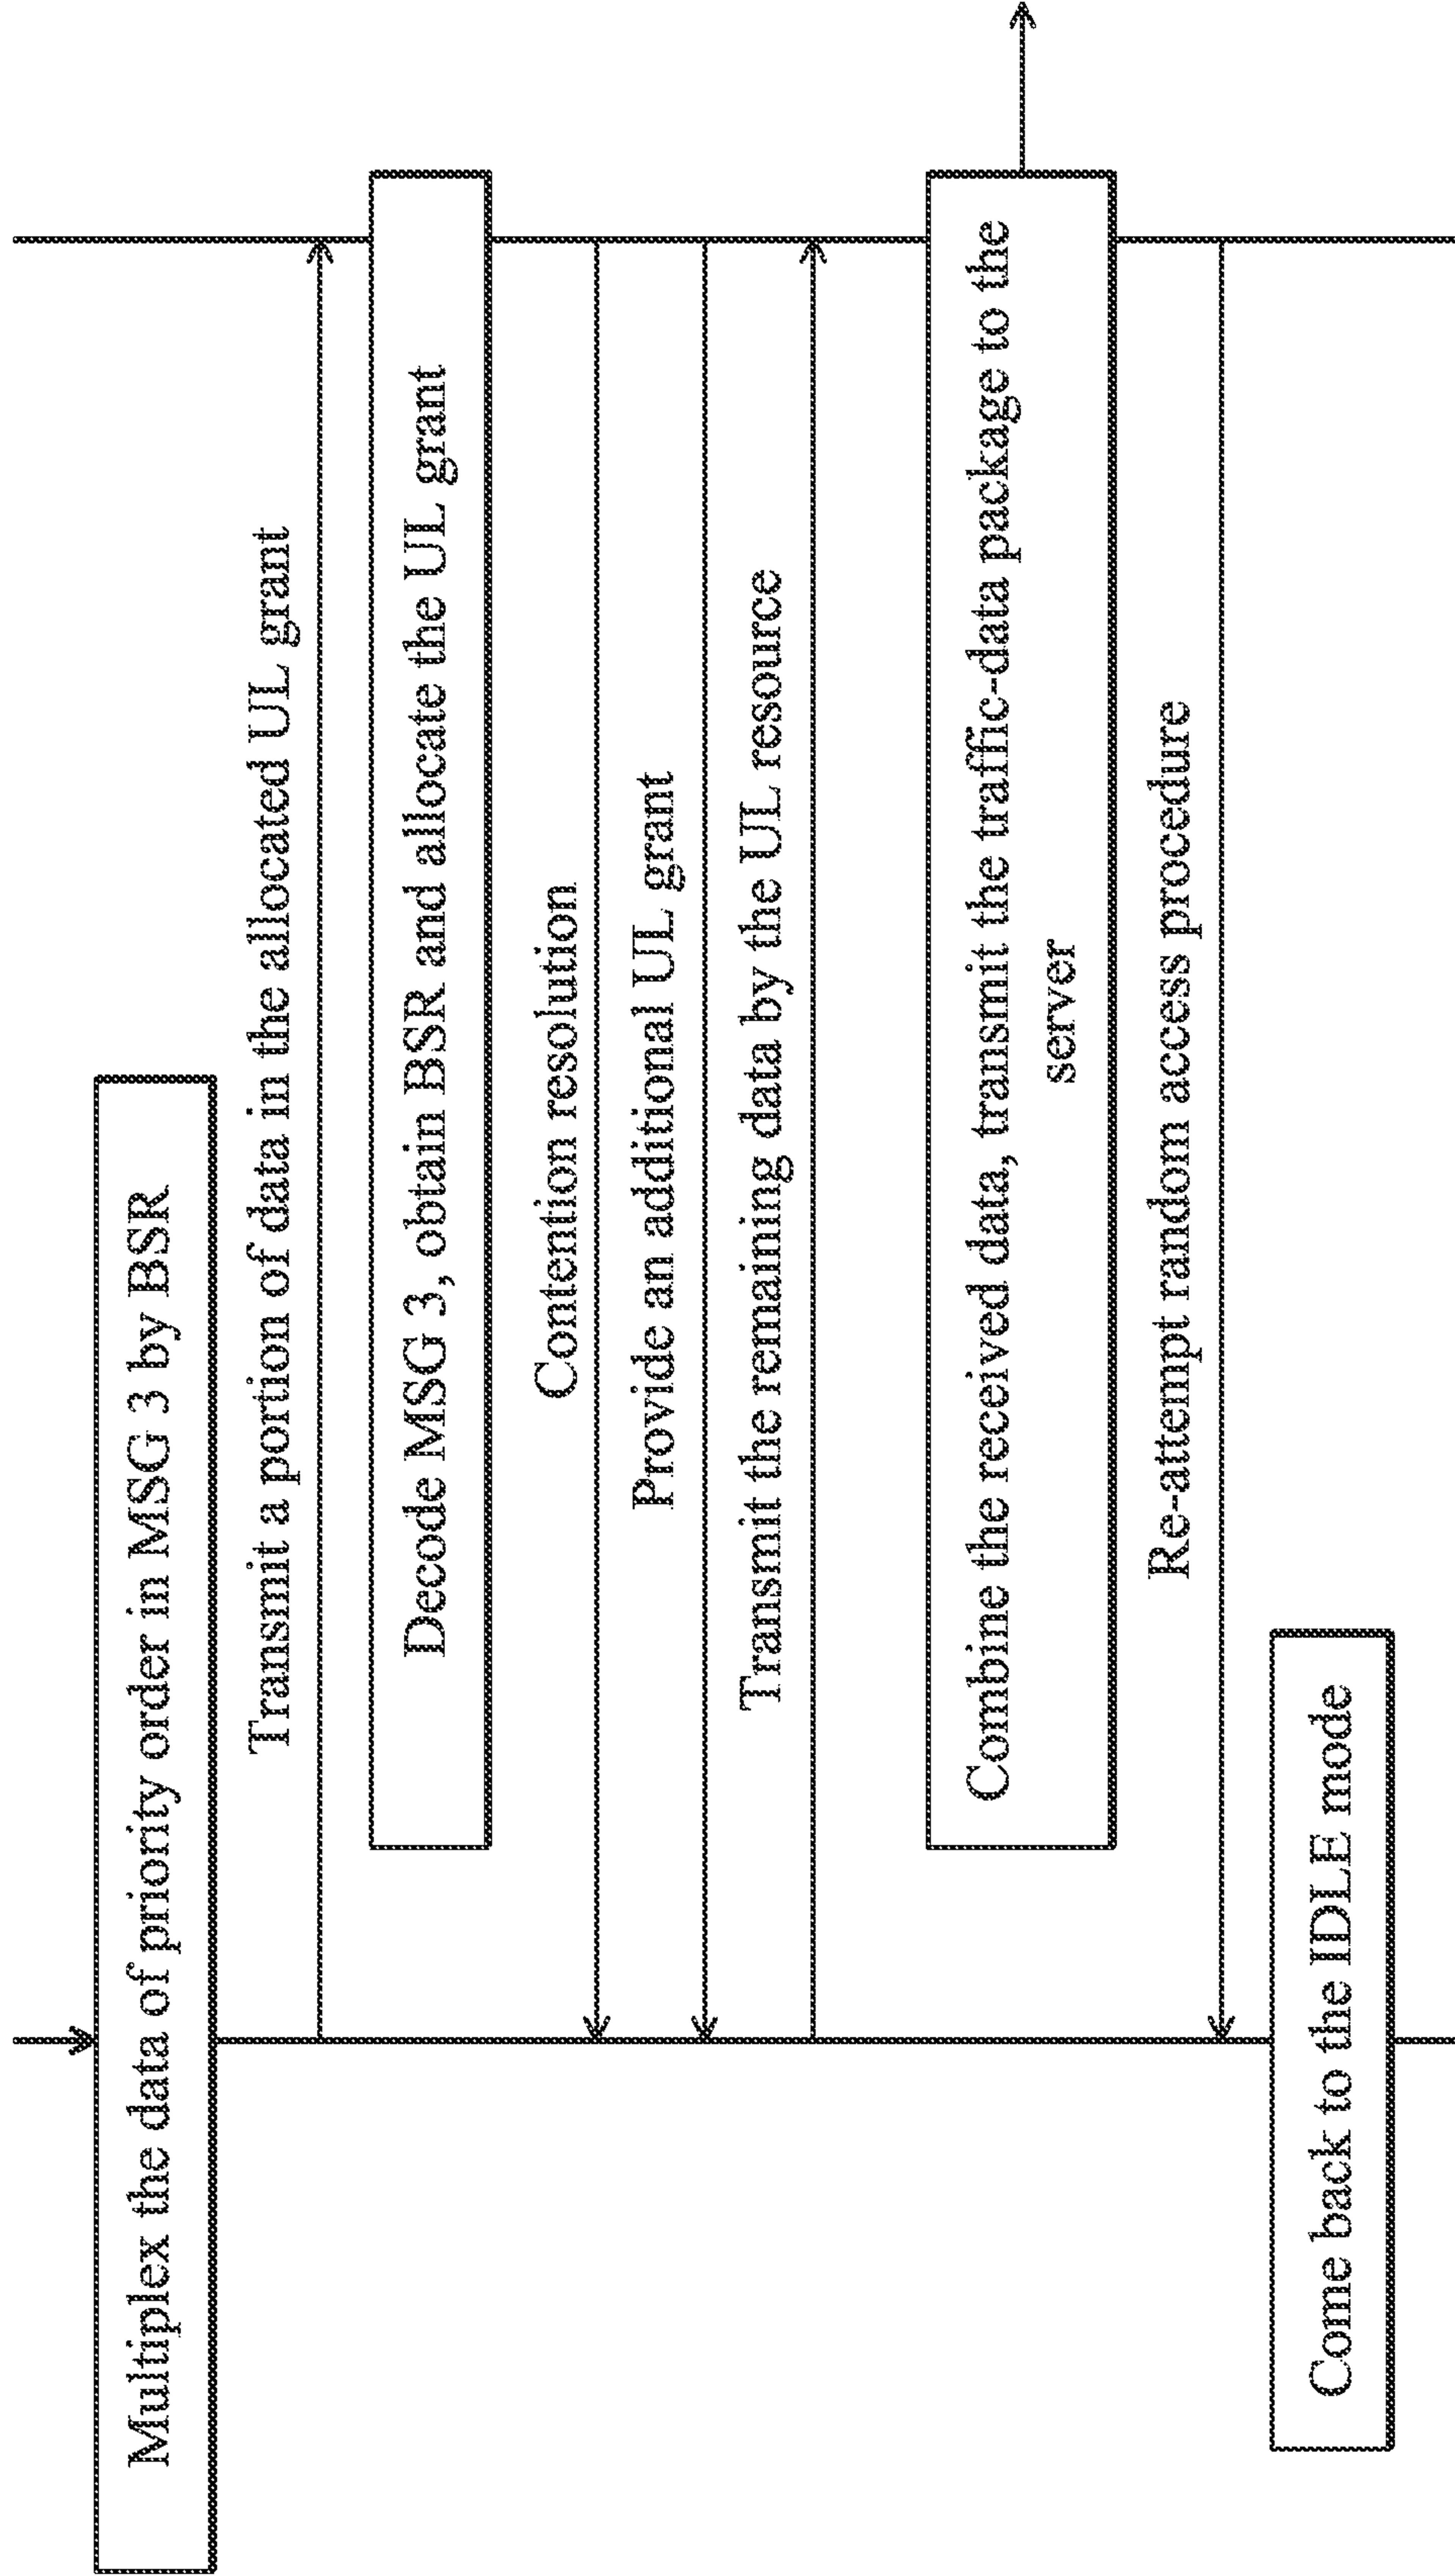 Multiplex the data of priority order in MSG 3 by BSR
Transmit a portion of data in the allocated UL grant
Decode MSG 3, obtain BSR and allocate the UL grant
Contention resolution
Provide an additional UL grant
Transmit the remaining data by the UL resource
Combine the received data, transmit the traffic-data package to the
server
Re-attempt random access procedure
Come back to the IDLE mode